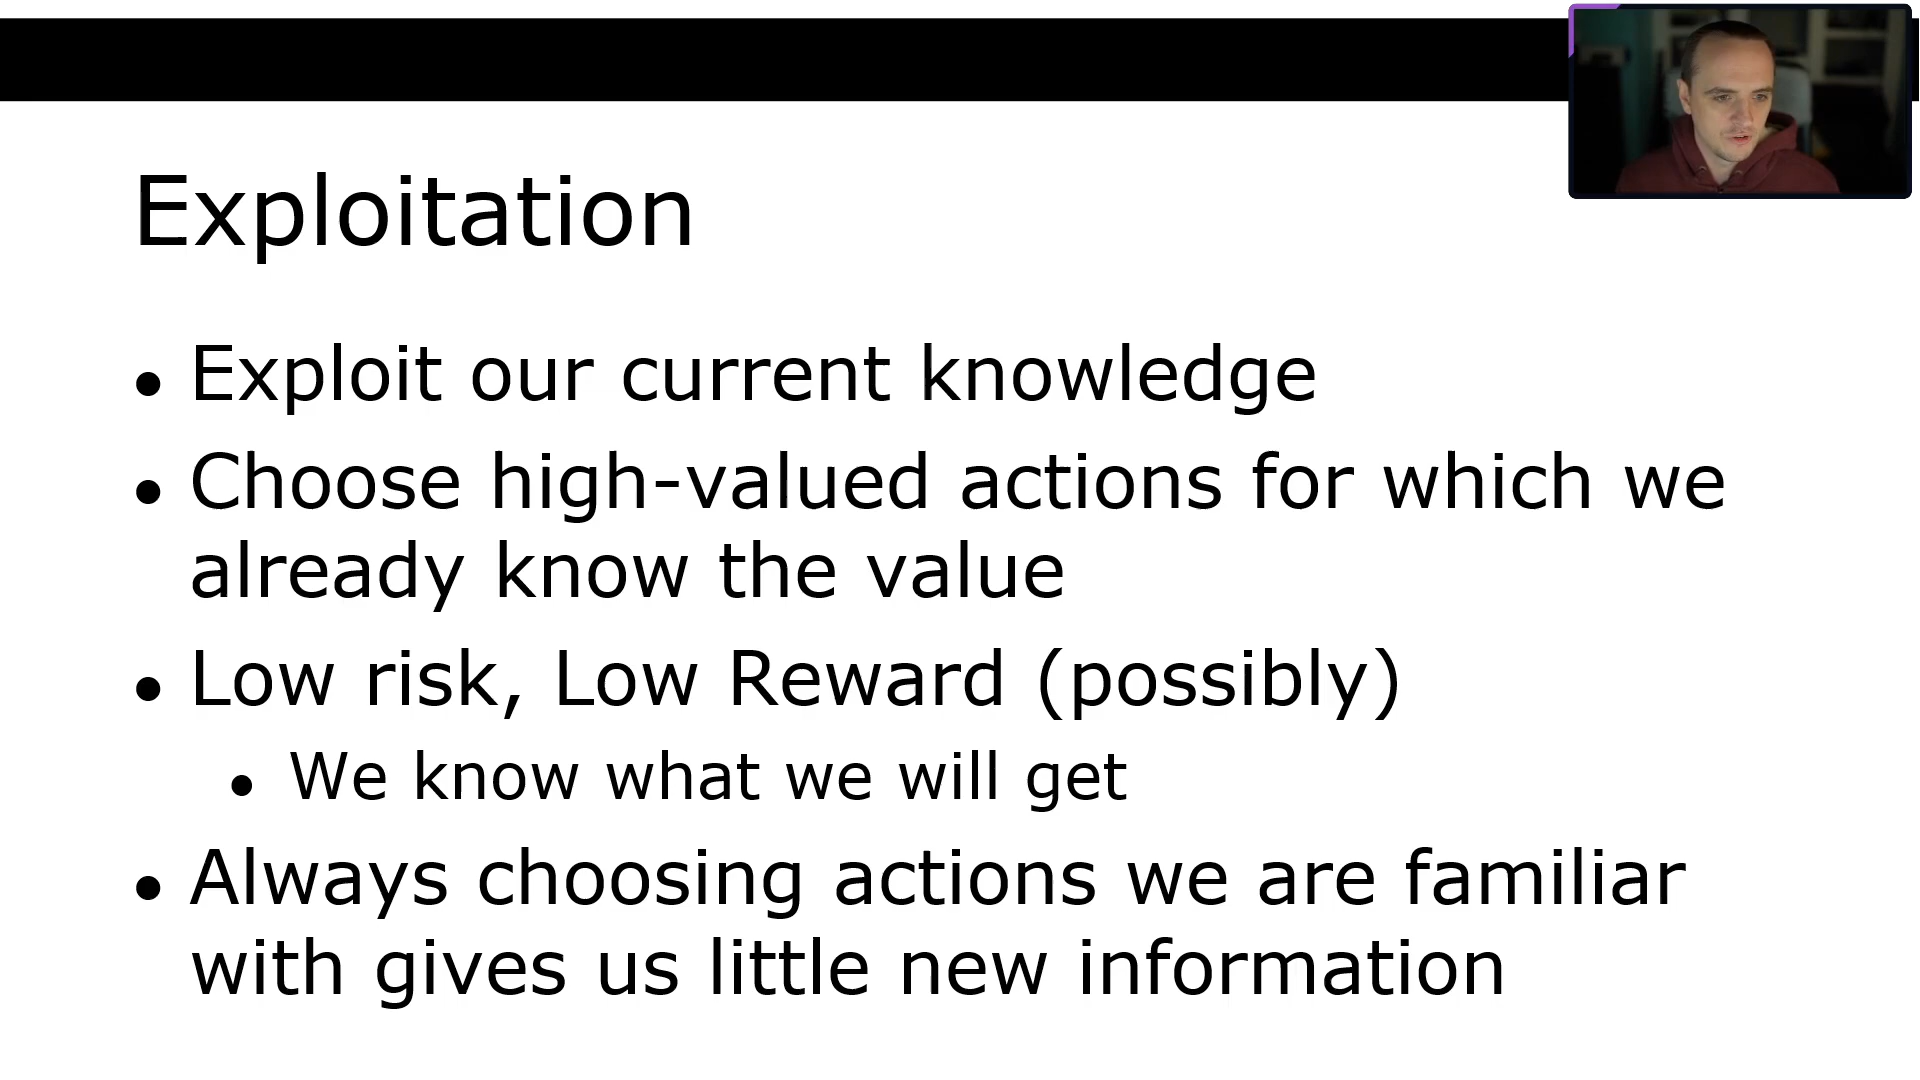 Exploitation
• Exploit our current knowledge
• Choose high-valued actions for which we
already know the value
• Low risk, Low Reward (possibly)
• We know what we will get
• Always choosing actions we are familiar
with gives us little new information